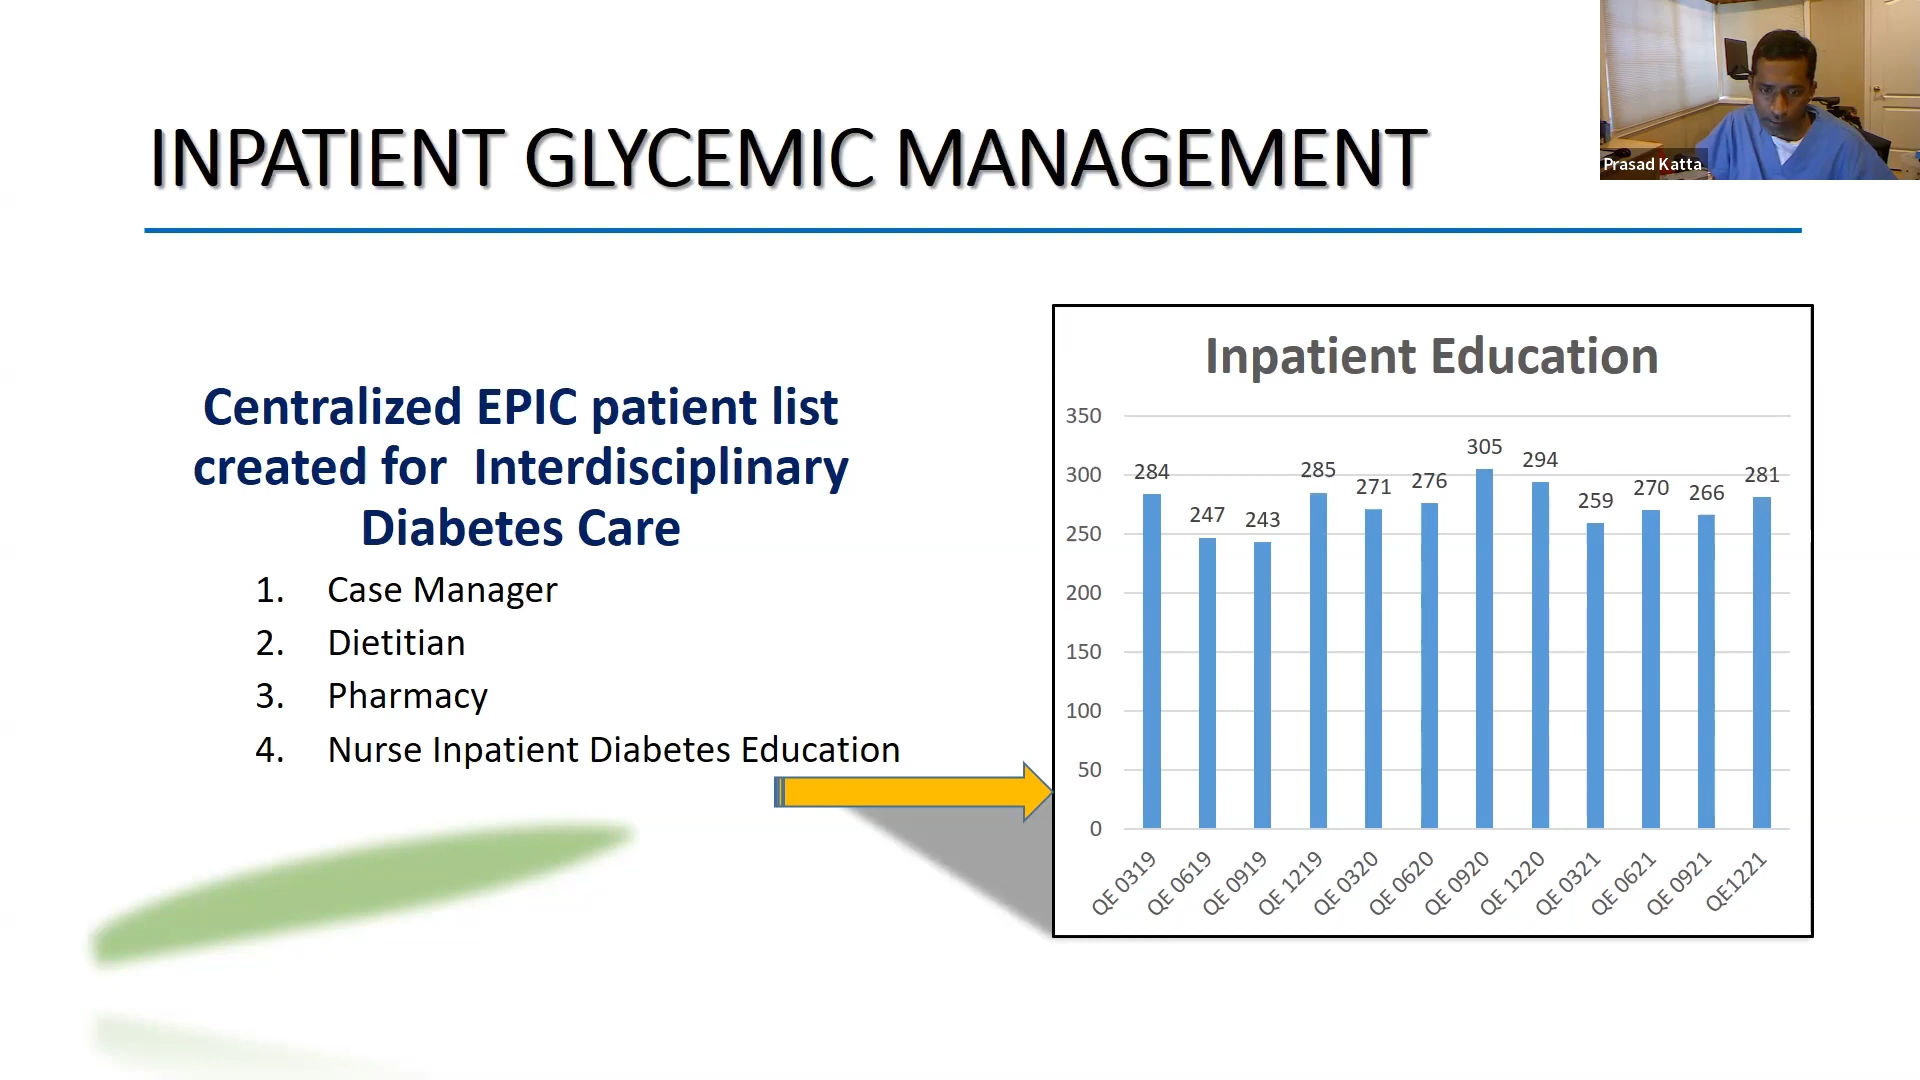 INPATIENT GLYCEMIC MANAGEMENT
Prasad Katta
Centralized EPIC patient list
created for Interdisciplinary
Diabetes Care
1. Case Manager
2. Dietitian
3. Pharmacy
4. Nurse Inpatient Diabetes Education
Inpatient Education
350
300
250
200
150
100
50
0
284
247
243
285
271
276
305
294
259
270
266
281
QE 0319
QE 0619
QE 0919
QE 1219
QE 0320
QE 0620
QE 0920
QE 1220
QE 0321
QE 0621
QE 0921
QE1221